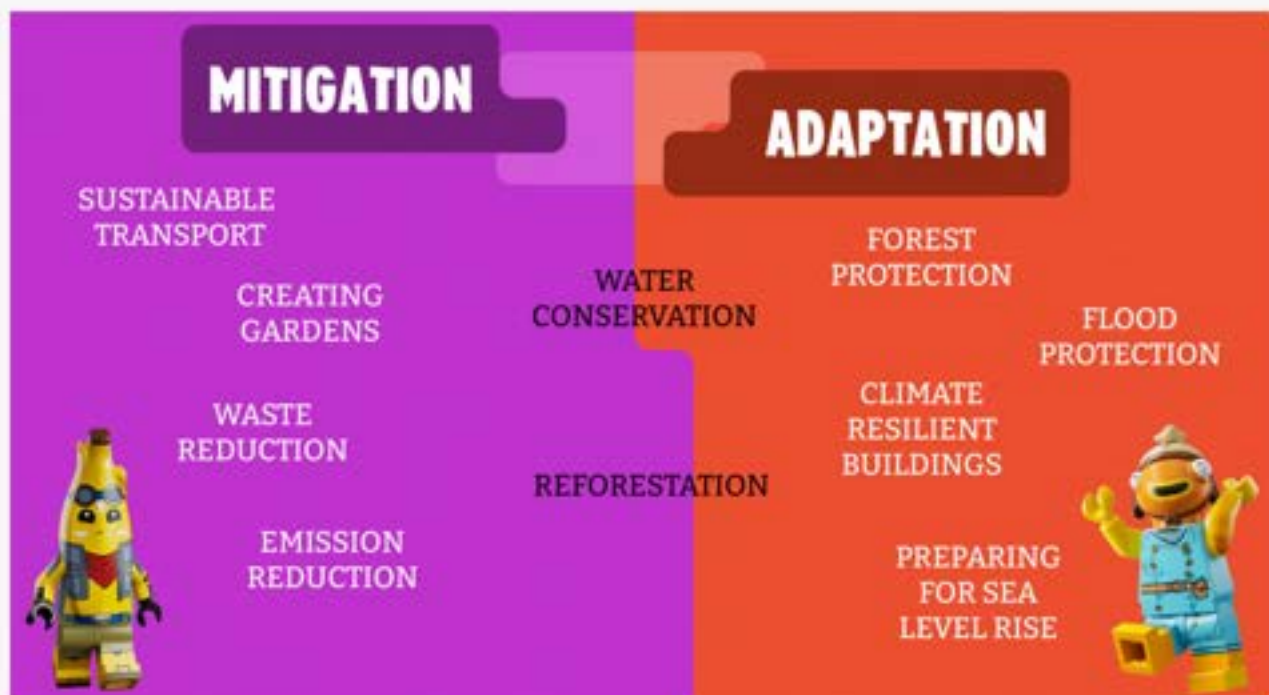 MITIGATION
ADAPTATION
SUSTAINABLE
TRANSPORT
CREATING
GARDENS
WASTE
REDUCTION
EMISSION
REDUCTION
WATER
CONSERVATION
REFORESTATION
FOREST
PROTECTION
FLOOD
PROTECTION
CLIMATE
RESILIENT
BUILDINGS
PREPARING
FOR SEA
LEVEL RISE